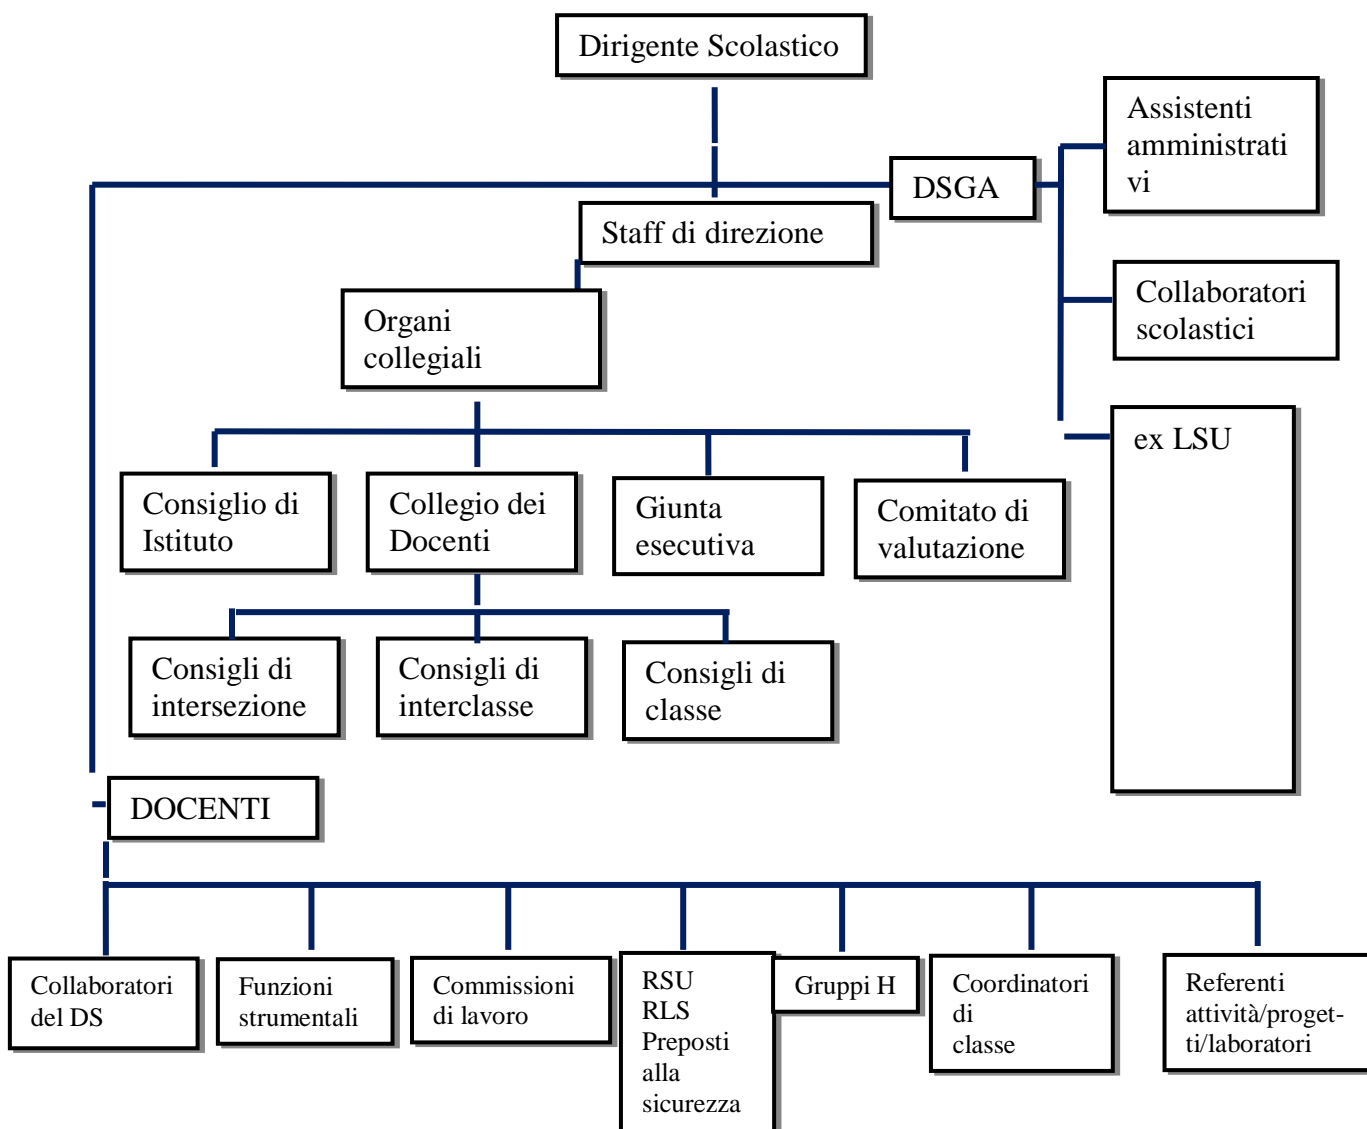 Dirigente Scolastico
Assistenti
amministrati
vi
DSGA
Staff di direzione
Collaboratori
scolastici
Organi
collegiali
ex LSU
Consiglio di
Istituto
Collegio dei
Docenti
Giunta
esecutiva
Comitato di
valutazione
Consigli di
intersezione
Consigli di
interclasse
Consigli di
classe
DOCENTI
Collaboratori
del DS
Funzioni
strumentali
Commissioni
di lavoro
RSU
RLS
Preposti
alla
sicurezza
Gruppi H
Coordinatori
di
classe
Referenti
attività/proget-
ti/laboratori